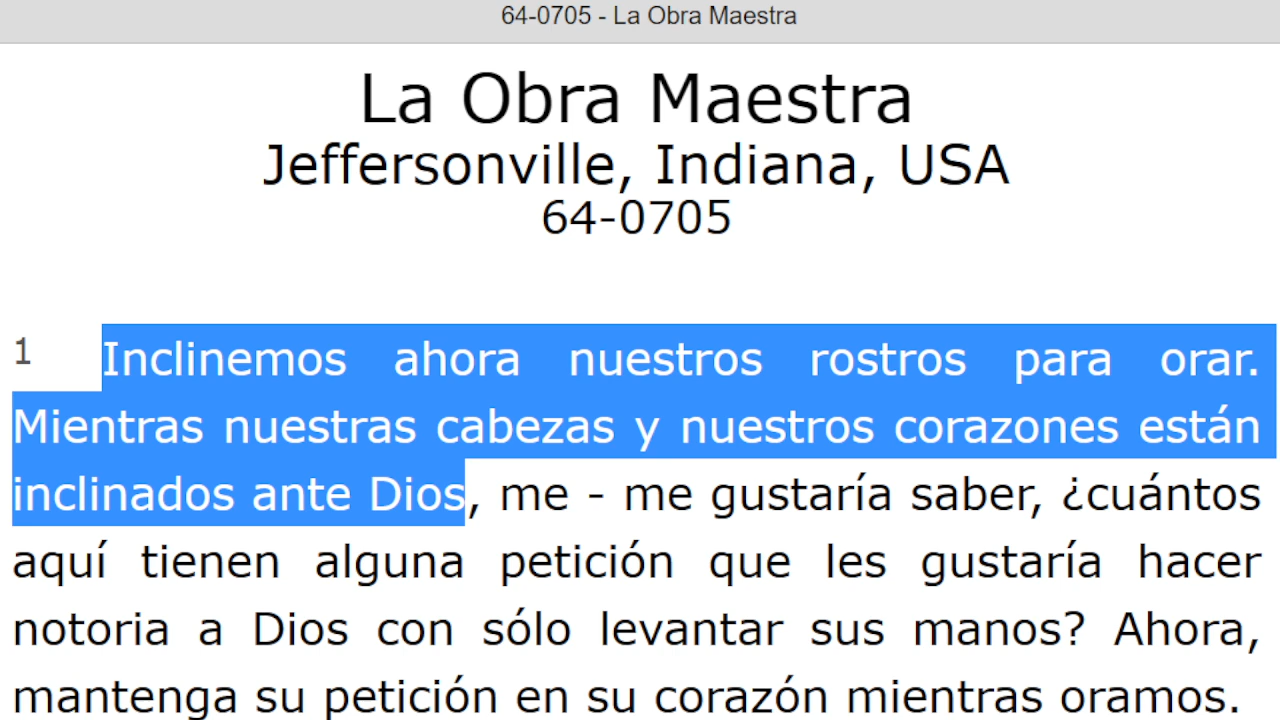 64-0705 - La Obra Maestra
La Obra Maestra
Jeffersonville, Indiana, USA
64-0705
1 Inclinemos ahora nuestros rostros para orar.
Mientras nuestras cabezas y nuestros corazones están
inclinados ante Dios, me - me gustaría saber, ¿cuántos
aquí tienen alguna petición que les gustaría hacer
notoria a Dios con sólo levantar sus manos? Ahora,
mantenga su petición en su corazón mientras oramos.